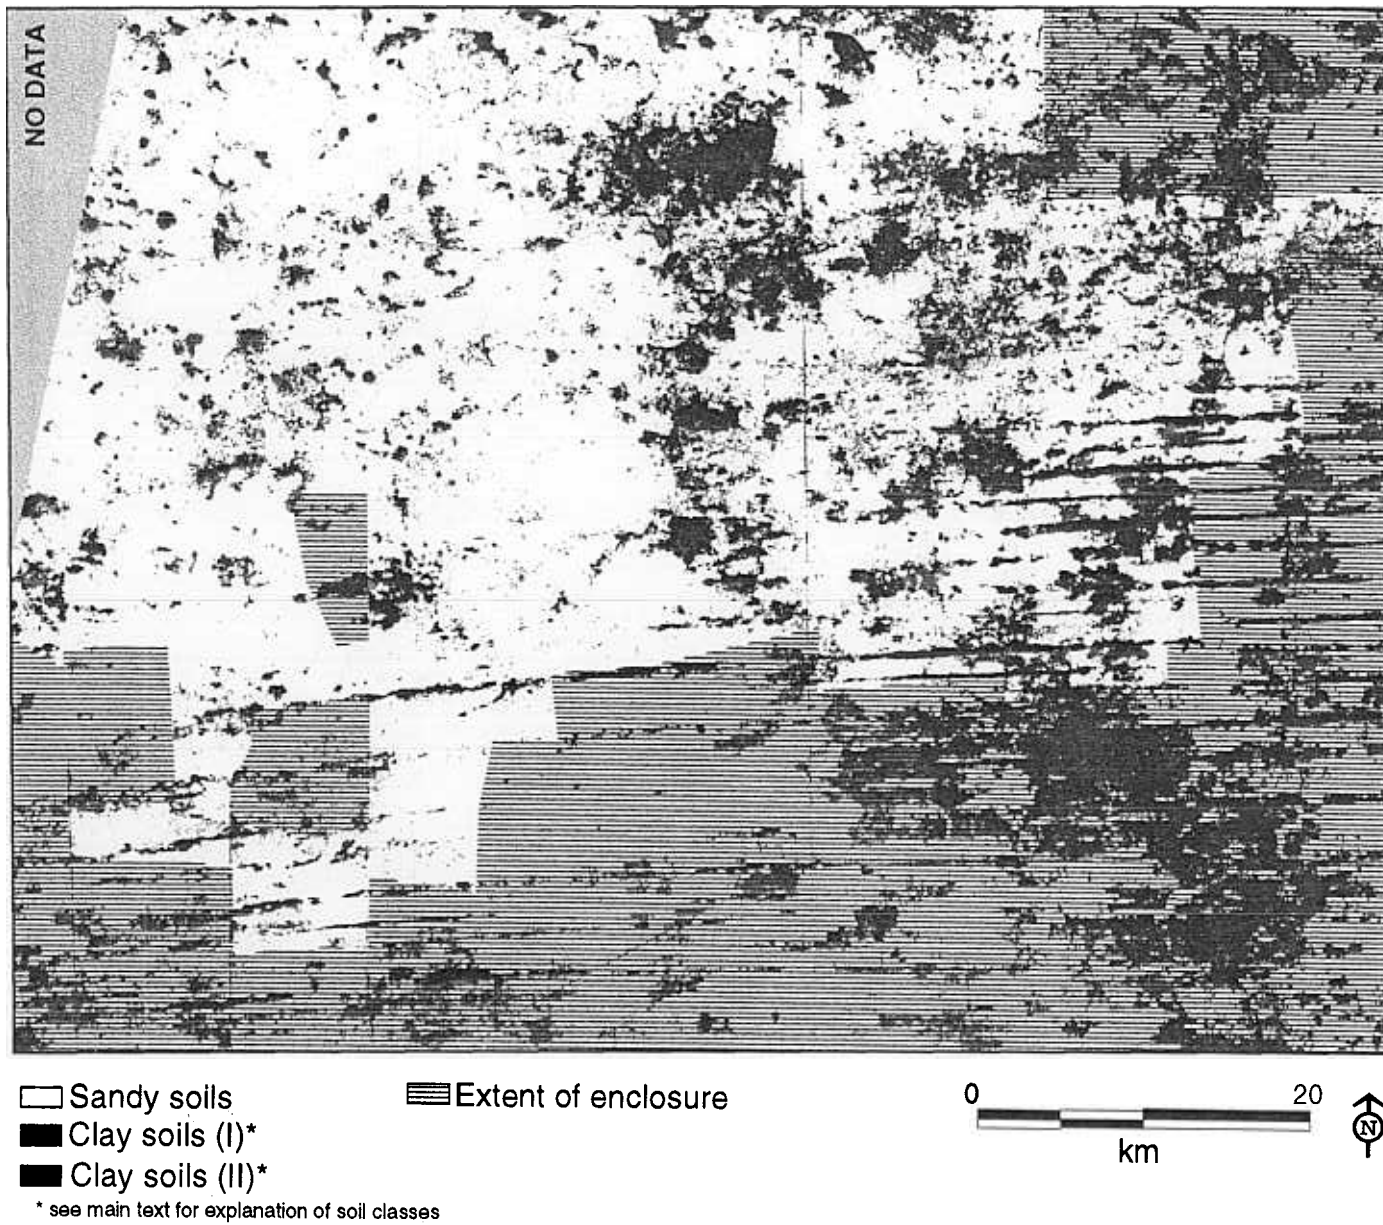 NO DATA
Sandy soils
Clay soils (I)*
Clay soils (II)*
* see main text for explanation of soil classes
Extent of enclosure
0 20
km
N